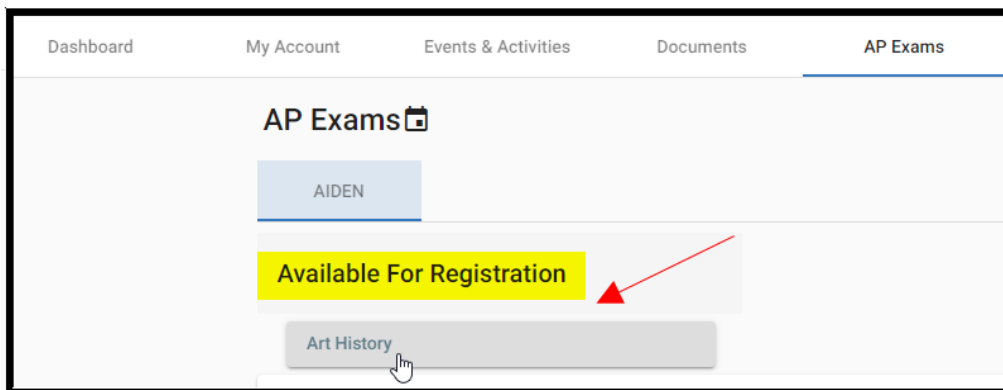 Dashboard My Account Events & Activities Documents AP Exams
AP Exams
AIDEN
Available For Registration
Art History